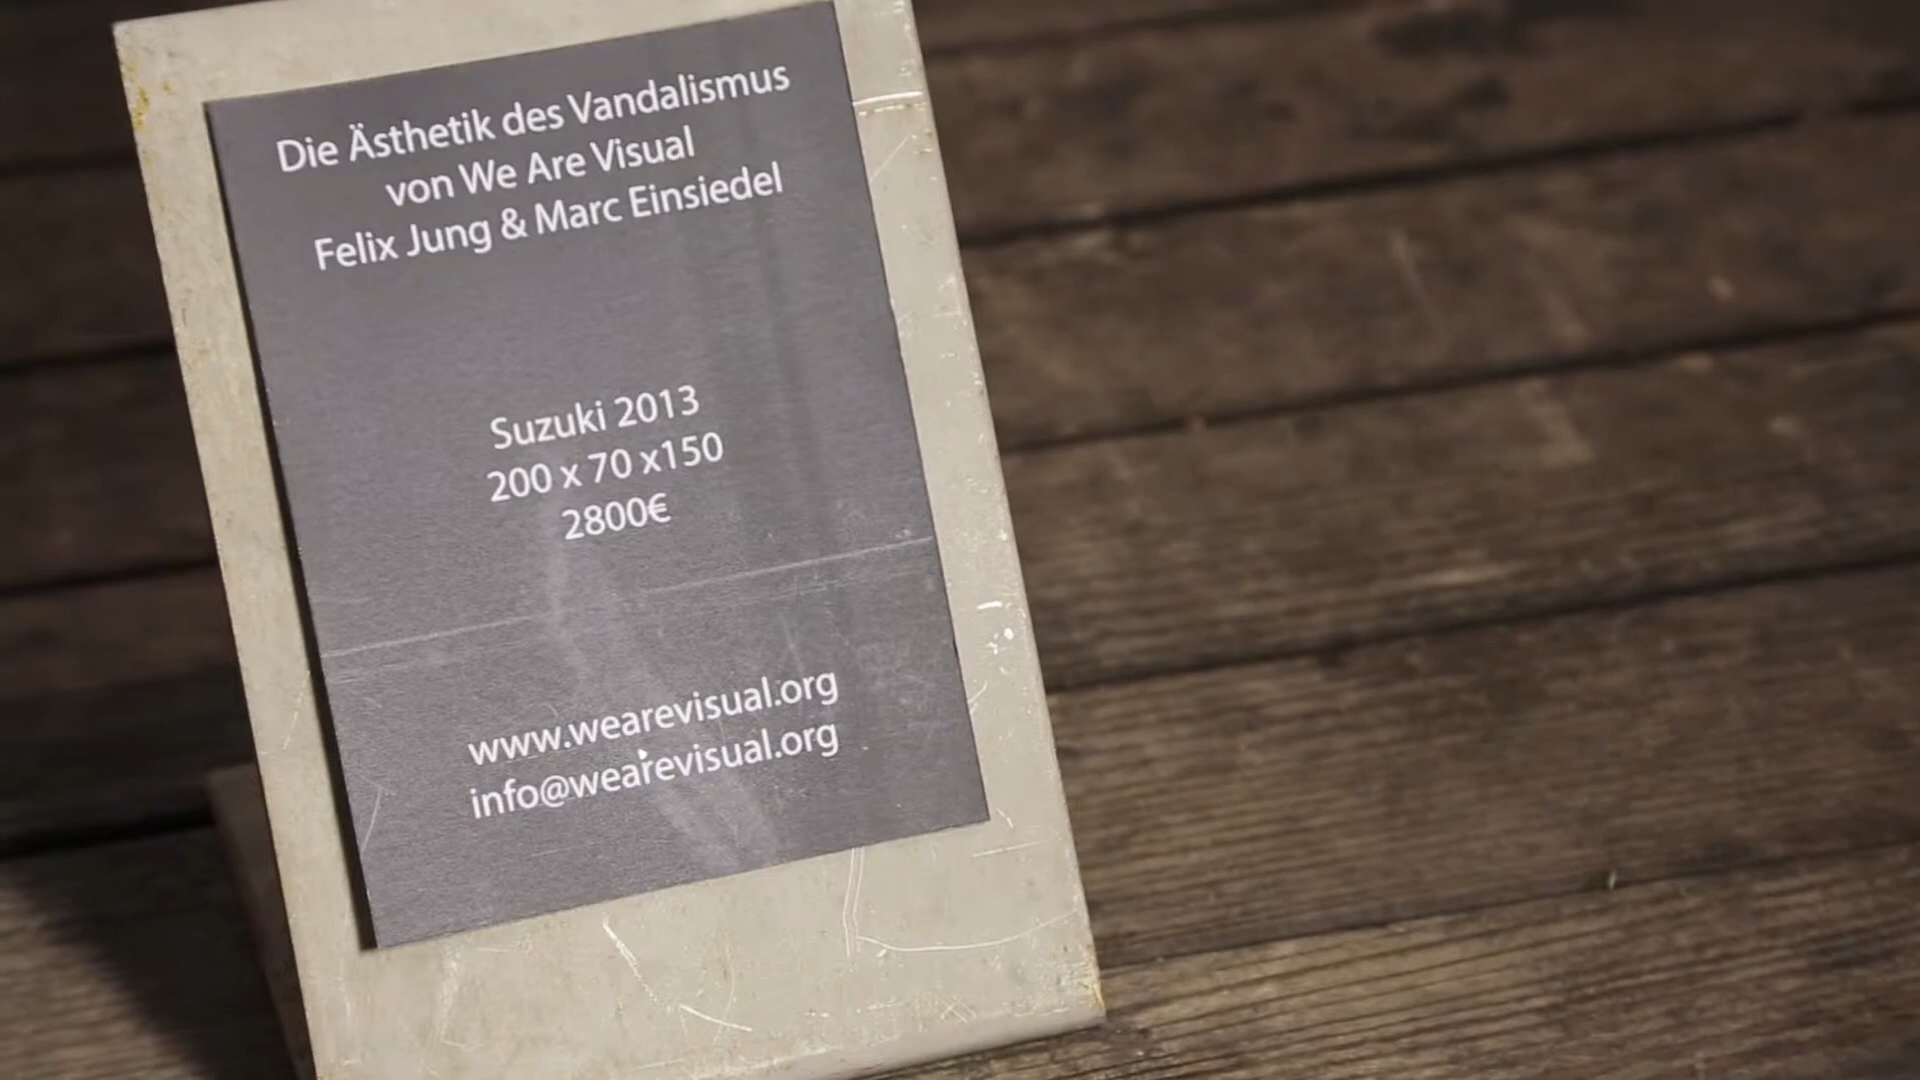 Die Ästhetik des Vandalismus
von We Are Visual
Felix Jung & Marc Einsiedel
Suzuki 2013
200 x 70 x150
2800€
www.wearevisual.org
info@wearevisual.org